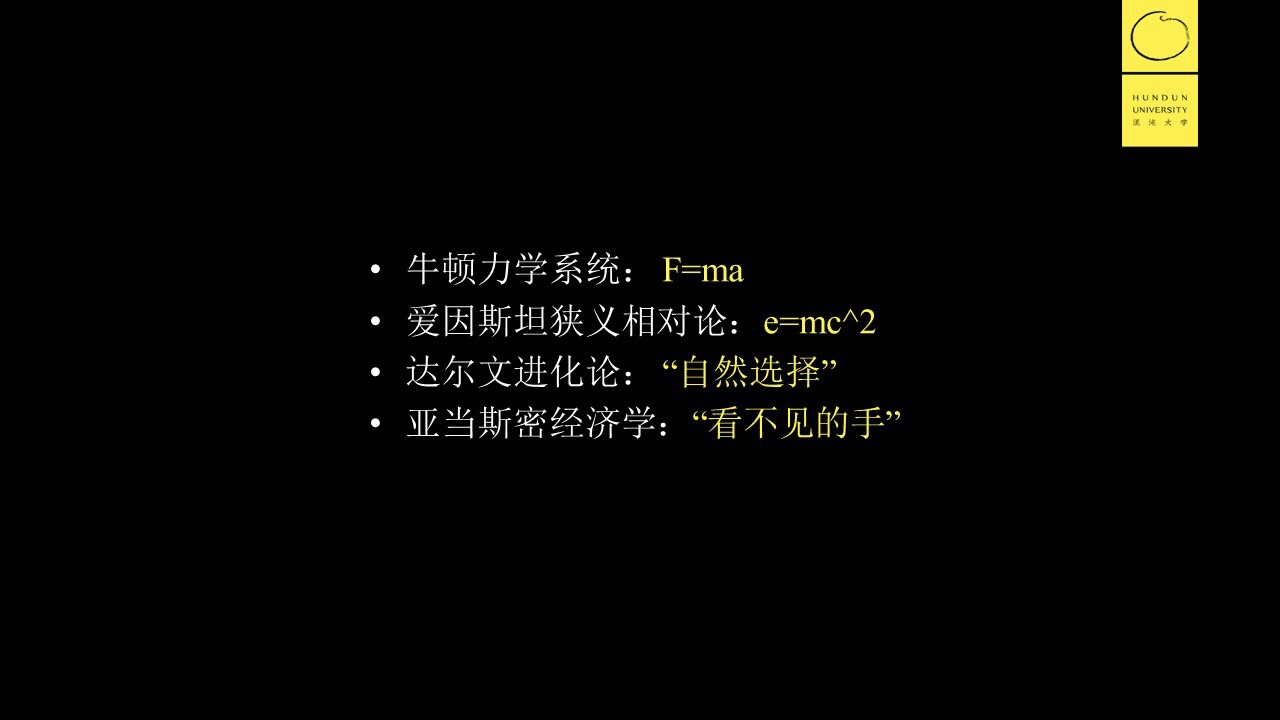 HUNDUN
UNIVERSITY
混沌大学
• 牛顿力学系统： F=ma
• 爱因斯坦狭义相对论：e=mc^2
• 达尔文进化论： “自然选择”
• 亚当斯密经济学：“看不见的手”